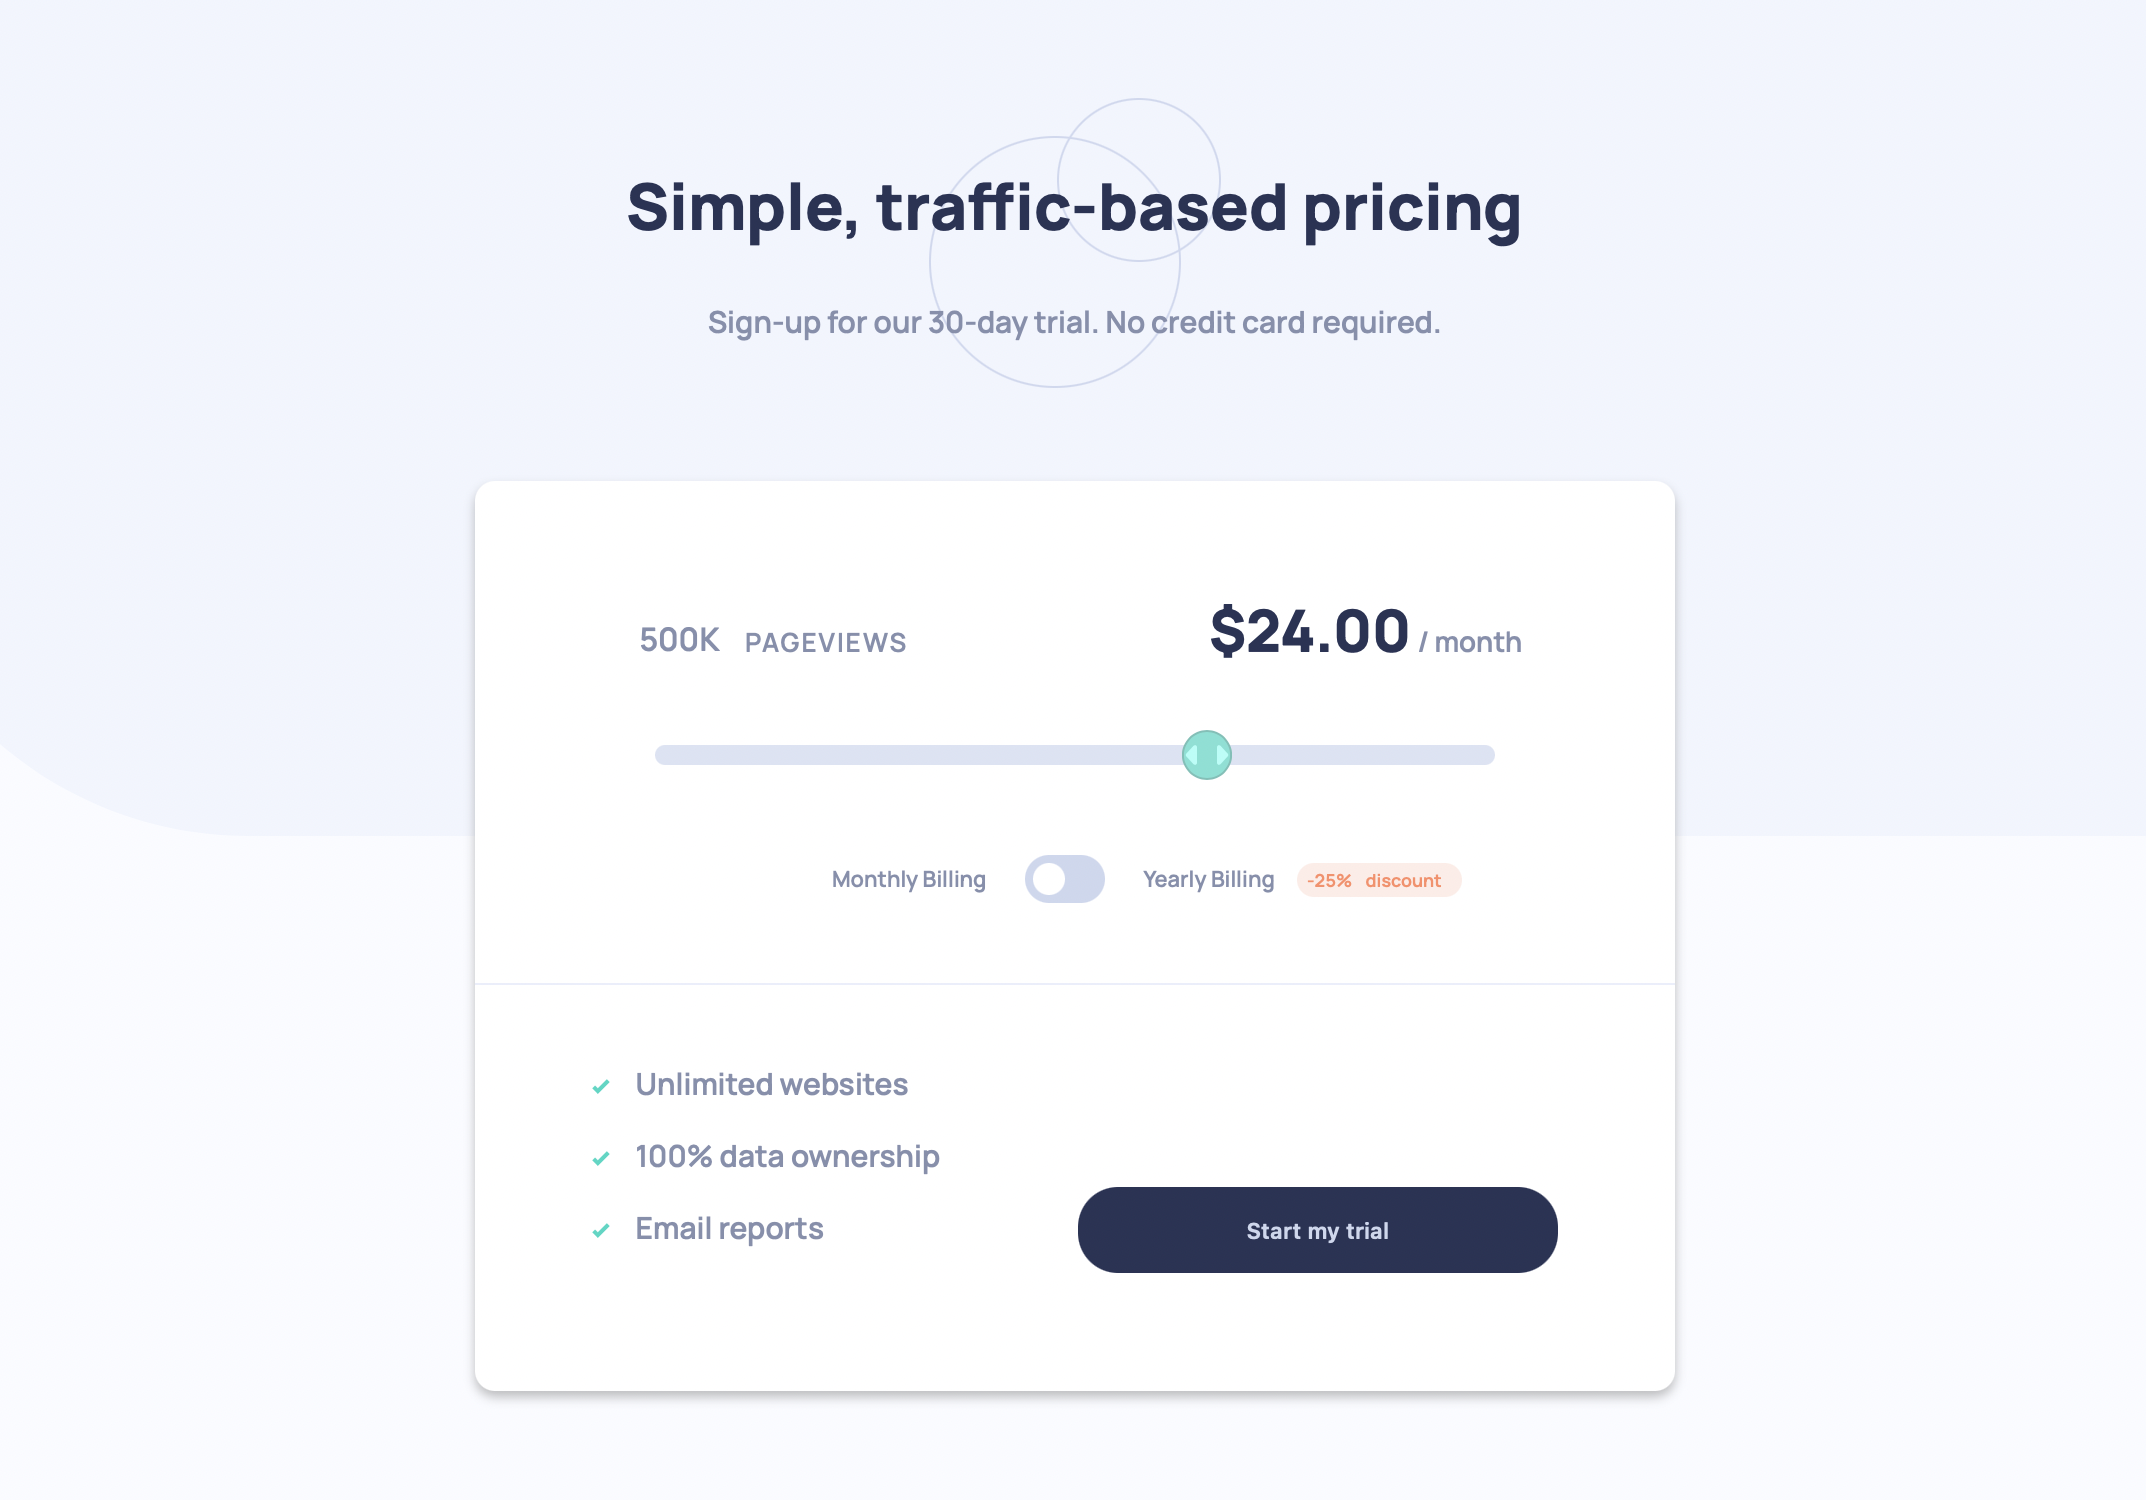 Simple, traffic-based pricing
Sign-up for our 30-day trial. No credit card required.
500K PAGEVIEWS
$24.00 / month
Monthly Billing
Yearly Billing -25% discount
Unlimited websites
100% data ownership
Email reports
Start my trial